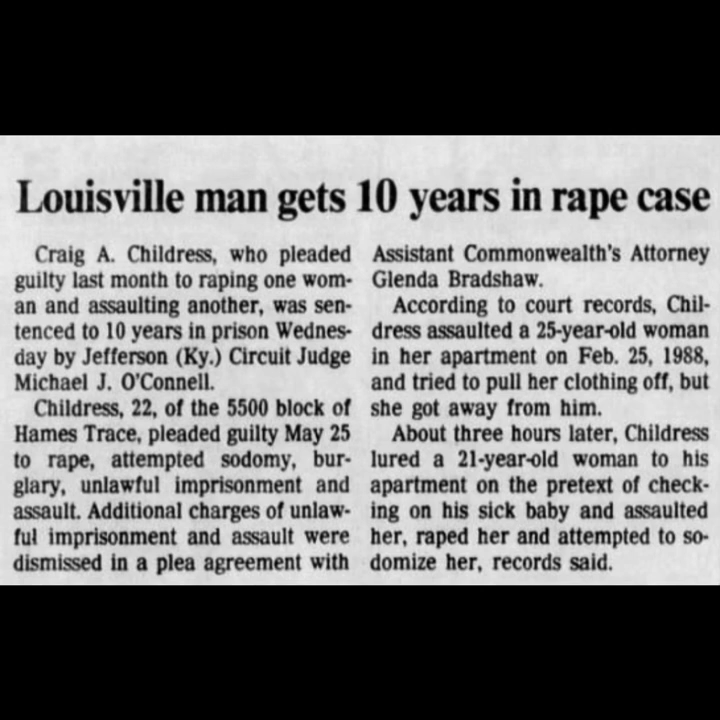 Louisville man gets 10 years in rape case
Craig A. Childress, who pleaded
guilty last month to raping one wom-
an and assaulting another, was sen-
tenced to 10 years in prison Wednes-
day by Jefferson (Ky.) Circuit Judge
Michael J. O'Connell.
Childress, 22, of the 5500 block of
Hames Trace, pleaded guilty May 25
to rape, attempted sodomy, bur-
glary, unlawful imprisonment and
assault. Additional charges of unlaw-
ful imprisonment and assault were
dismissed in a plea agreement with
Assistant Commonwealth's Attorney
Glenda Bradshaw.
According to court records, Chil-
dress assaulted a 25-year-old woman
in her apartment on Feb. 25, 1988,
and tried to pull her clothing off, but
she got away from him.
About three hours later, Childress
lured a 21-year-old woman to his
apartment on the pretext of check-
ing on his sick baby and assaulted
her, raped her and attempted to so-
domize her, records said.